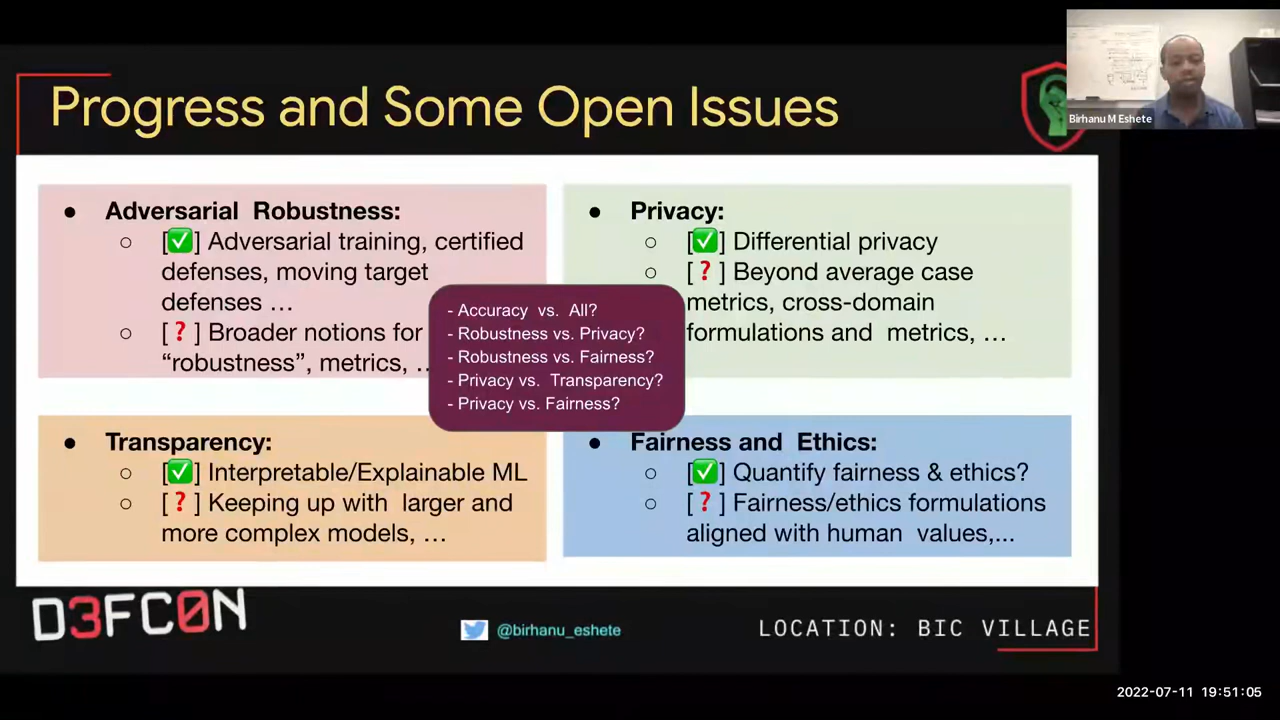 Progress and Some Open Issues
Birhanu M Eshete
● Adversarial Robustness:
○ [✅] Adversarial training, certified
defenses, moving target
defenses …
○ [❓] Broader notions for
“robustness”, metrics, …
● Privacy:
○ [✅] Differential privacy
○ [❓] Beyond average case
metrics, cross-domain
formulations and metrics, …
- Accuracy vs. All?
- Robustness vs. Privacy?
- Robustness vs. Fairness?
- Privacy vs. Transparency?
- Privacy vs. Fairness?
● Transparency:
○ [✅] Interpretable/Explainable ML
○ [❓] Keeping up with larger and
more complex models, …
● Fairness and Ethics:
○ [✅] Quantify fairness & ethics?
○ [❓] Fairness/ethics formulations
aligned with human values,...
D3FC0N
@birhanu_eshete
LOCATION: BIC VILLAGE
2022-07-11 19:51:05